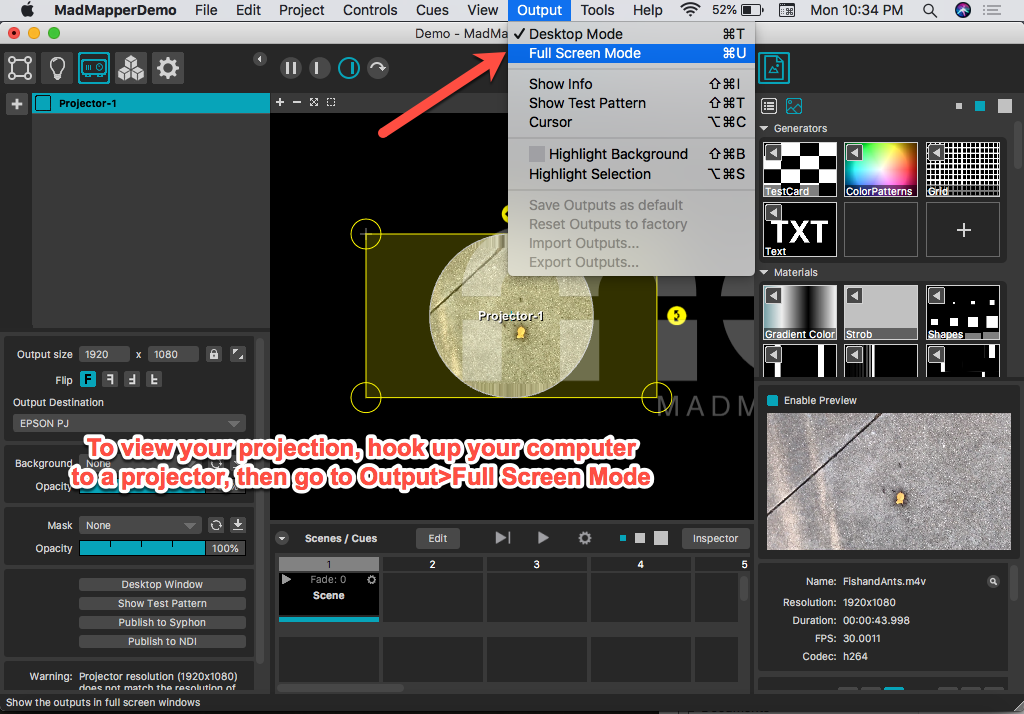 MadMapperDemo File Edit Project Controls Cues View Output Tools Help 52% Mon 10:34 PM
Demo - MadMa
✓ Desktop Mode ⌘T
Full Screen Mode ⌘U
Show Info ⇧⌘I
Show Test Pattern ⇧⌘T
Cursor ⌥⌘C
Highlight Background ⇧⌘B
Highlight Selection ⌥⌘S
Save Outputs as default
Reset Outputs to factory
Import Outputs...
Export Outputs...
Projector-1
Generators
TestCard
ColorPatterns
Grid
TXT
Text
Materials
Gradient Color
Strob
Shapes
Projector-1
MADM
Output size 1920 x 1080
Flip F F F F
Output Destination
EPSON PJ
Background None
Opacity
To view your projection, hook up your computer
to a projector, then go to Output>Full Screen Mode
Mask None
Opacity 100%
Desktop Window
Show Test Pattern
Publish to Syphon
Publish to NDI
Warning: Projector resolution (1920x1080)
does not match the resolution of
Show the outputs in full screen windows
Scenes / Cues Edit Inspector
1 2 3 4 5
Fade: 0
Scene
Enable Preview
Name: FishandAnts.m4v
Resolution: 1920x1080
Duration: 00:00:43.998
FPS: 30.0011
Codec: h264